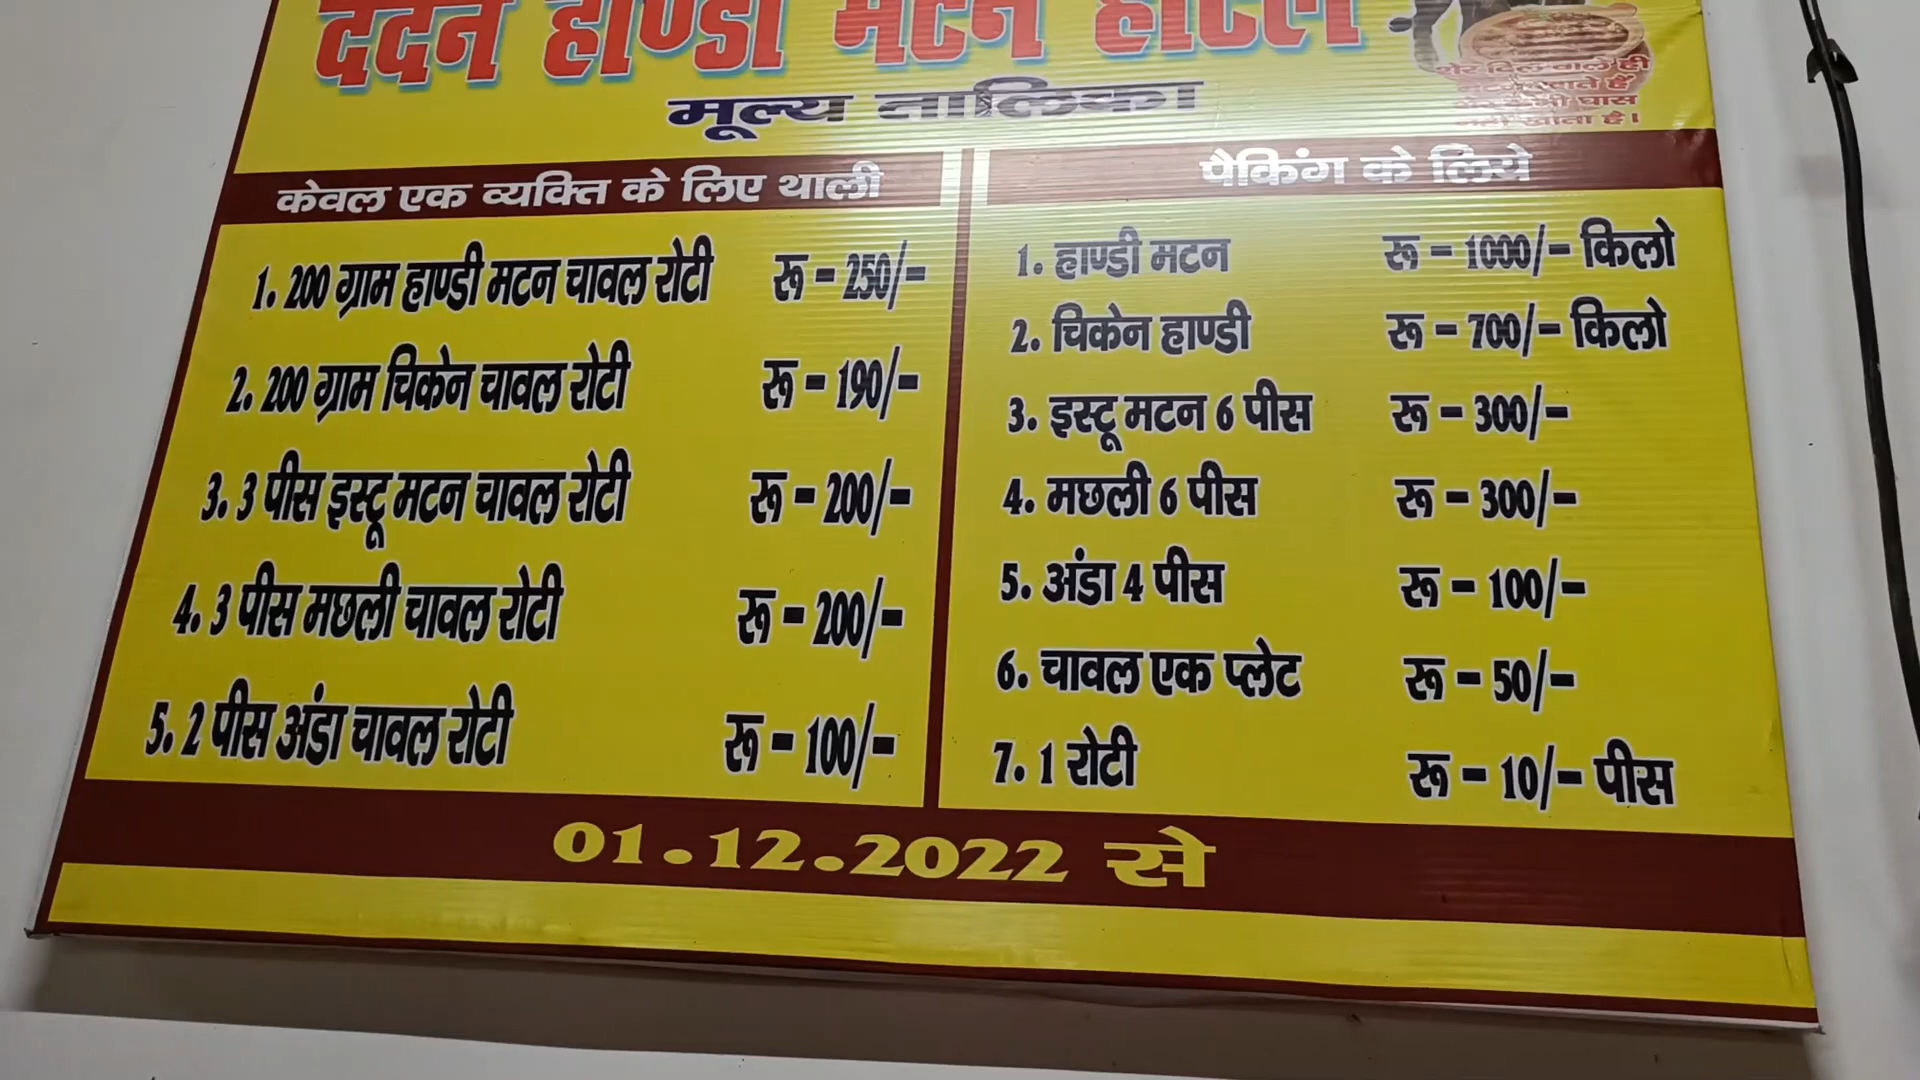 ददन हाण्डी मटन होटल
मूल्य तालिका
केवल एक व्यक्ति के लिए थाली
1. 200 ग्राम हाण्डी मटन चावल रोटी रू - 250/-
2. 200 ग्राम चिकेन चावल रोटी रू - 190/-
3. 3 पीस इस्टू मटन चावल रोटी रू - 200/-
4. 3 पीस मछली चावल रोटी रू - 200/-
5. 2 पीस अंडा चावल रोटी रू - 100/-
पैकिंग के लिये
1. हाण्डी मटन रू - 1000/- किलो
2. चिकेन हाण्डी रू - 700/- किलो
3. इस्टू मटन 6 पीस रू - 300/-
4. मछली 6 पीस रू - 300/-
5. अंडा 4 पीस रू - 100/-
6. चावल एक प्लेट रू - 50/-
7. 1 रोटी रू - 10/- पीस
01.12.2022 से